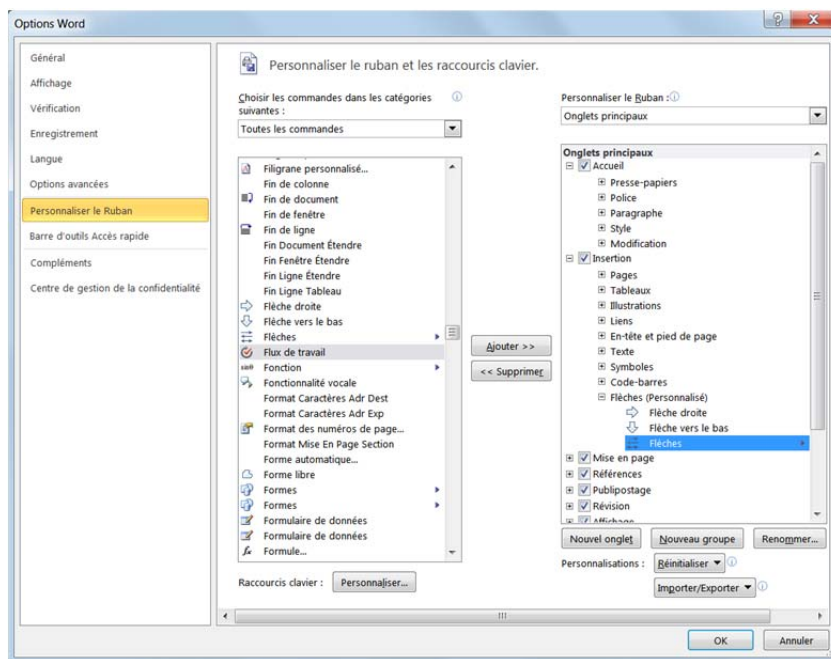 Options Word
Général
Affichage
Vérification
Enregistrement
Langue
Options avancées
Personnaliser le Ruban
Barre d'outils Accès rapide
Compléments
Centre de gestion de la confidentialité
Personnaliser le ruban et les raccourcis clavier.
Choisir les commandes dans les catégories
suivantes :
Toutes les commandes
Filigrane personnalisé...
Fin de colonne
Fin de document
Fin de fenêtre
Fin de ligne
Fin Document Étendre
Fin Fenêtre Étendre
Fin Ligne Étendre
Fin Ligne Tableau
Flèche droite
Flèche vers le bas
Flèches
Flux de travail
Fonction
Fonctionnalité vocale
Format Caractères Adr Dest
Format Caractères Adr Exp
Format des numéros de page...
Format Mise En Page Section
Forme automatique...
Forme libre
Formes
Formes
Formulaire de données
Formulaire de données
Formule...
Raccourcis clavier :
Personnaliser...
Ajouter >>
<< Supprimer
Personnaliser le Ruban :
Onglets principaux
Onglets principaux
Accueil
Presse-papiers
Police
Paragraphe
Style
Modification
Insertion
Pages
Tableaux
Illustrations
Liens
En-tête et pied de page
Texte
Symboles
Code-barres
Flèches (Personnalisé)
Flèche droite
Flèche vers le bas
Flèches
Mise en page
Références
Publipostage
Révision
Affichage
Nouvel onglet
Nouveau groupe
Renommer...
Personnalisations :
Réinitialiser
Importer/Exporter
OK
Annuler